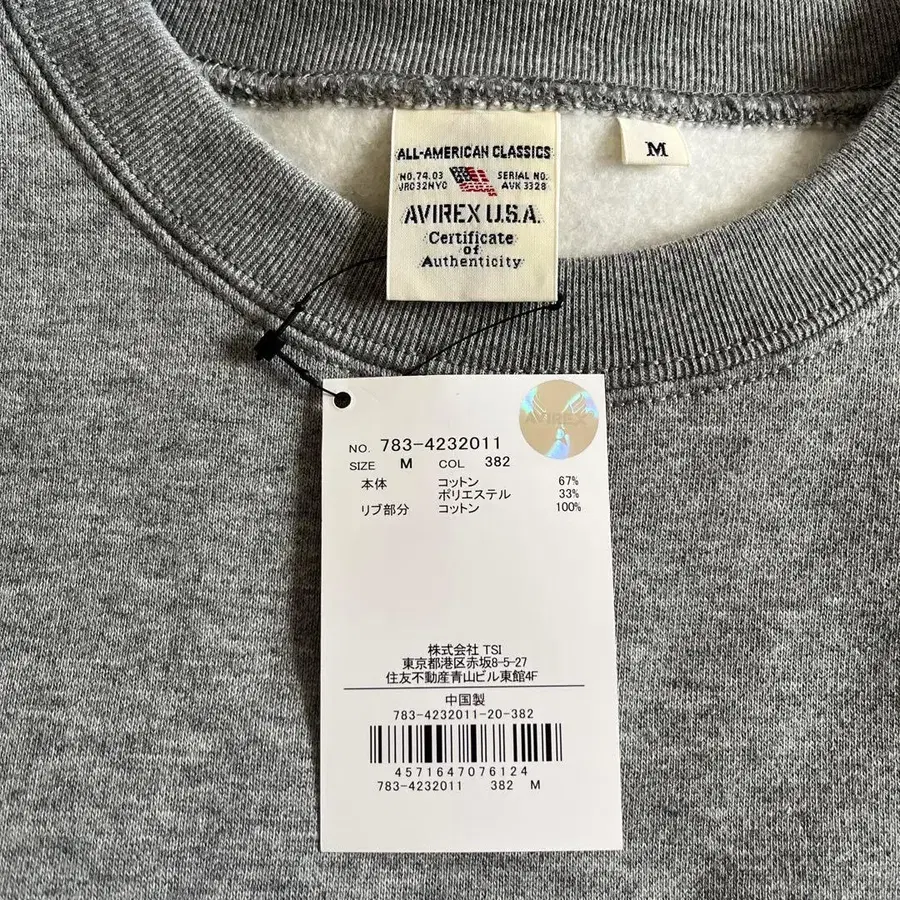 ALL-AMERICAN CLASSICS
NO.74.03 SERIAL NO.
JR032NYC AVK 3328
AVIREX U.S.A.
Certificate
of
Authenticity
M
AVIREX
NO. 783-4232011
SIZE M COL 382
本体 コットン 67%
ポリエステル 33%
リブ部分 コットン 100%
株式会社 TSI
東京都港区赤坂8-5-27
住友不動産青山ビル東館4F
中国製
783-4232011-20-382
4571647076124
783-4232011 382 M